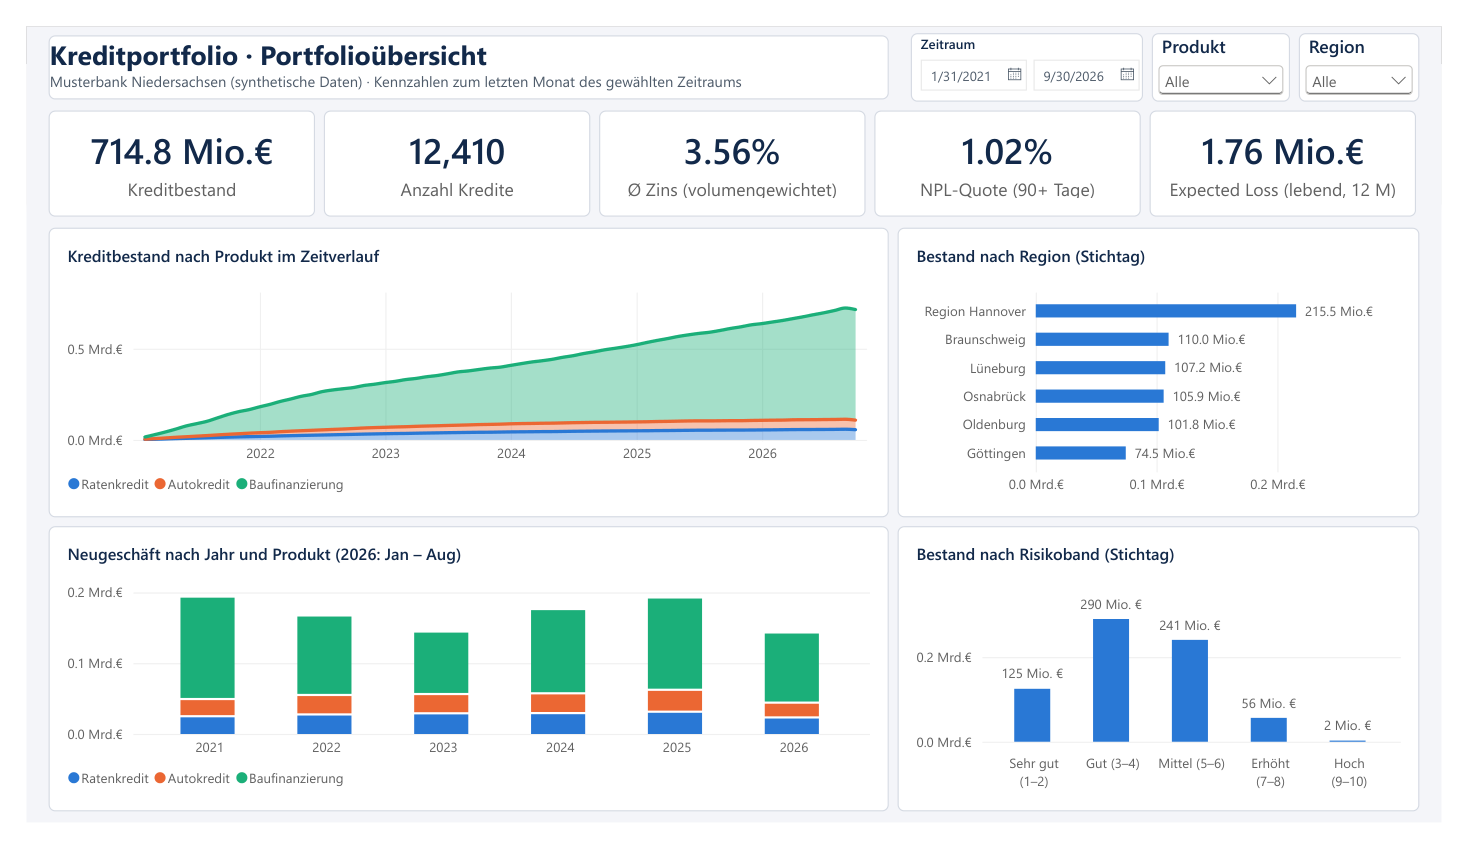 Kreditportfolio · Portfolioübersicht
Musterbank Niedersachsen (synthetische Daten) · Kennzahlen zum letzten Monat des gewählten Zeitraums
Zeitraum
1/31/2021
9/30/2026
Produkt
Alle
Region
Alle
714.8 Mio.€
Kreditbestand
12,410
Anzahl Kredite
3.56%
Ø Zins (volumengewichtet)
1.02%
NPL-Quote (90+ Tage)
1.76 Mio.€
Expected Loss (lebend, 12 M)
Kreditbestand nach Produkt im Zeitverlauf
0.5 Mrd.€
0.0 Mrd.€
2022 2023 2024 2025 2026
Ratenkredit Autokredit Baufinanzierung
Bestand nach Region (Stichtag)
Region Hannover 215.5 Mio.€
Braunschweig 110.0 Mio.€
Lüneburg 107.2 Mio.€
Osnabrück 105.9 Mio.€
Oldenburg 101.8 Mio.€
Göttingen 74.5 Mio.€
0.0 Mrd.€ 0.1 Mrd.€ 0.2 Mrd.€
Neugeschäft nach Jahr und Produkt (2026: Jan – Aug)
0.2 Mrd.€
0.1 Mrd.€
0.0 Mrd.€
2021 2022 2023 2024 2025 2026
Ratenkredit Autokredit Baufinanzierung
Bestand nach Risikoband (Stichtag)
290 Mio. €
241 Mio. €
0.2 Mrd.€
125 Mio. €
56 Mio. €
2 Mio. €
0.0 Mrd.€
Sehr gut Gut (3–4) Mittel (5–6) Erhöht Hoch
(1–2) (7–8) (9–10)